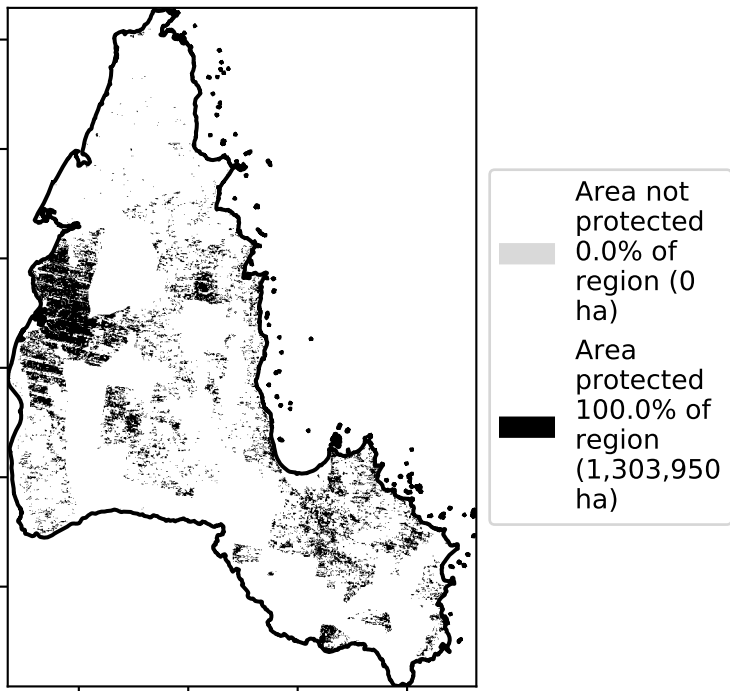 Area not
protected
0.0% of
region (0
ha)
Area
protected
100.0% of
region
(1,303,950
ha)